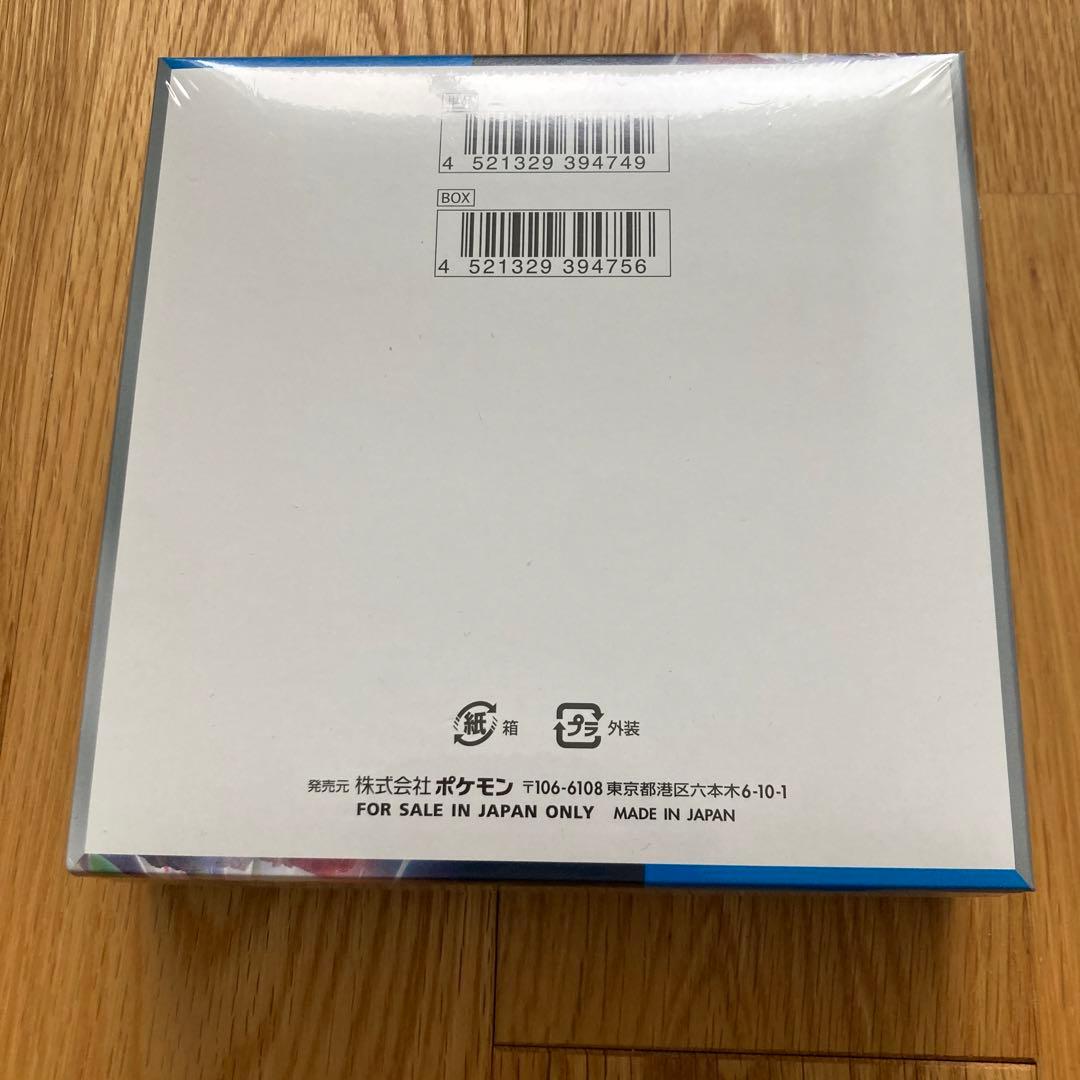 4 521329 394749
BOX
4 521329 394756
紙 箱 プラ 外装
発売元 株式会社ポケモン 〒106-6108 東京都港区六本木6-10-1
FOR SALE IN JAPAN ONLY MADE IN JAPAN